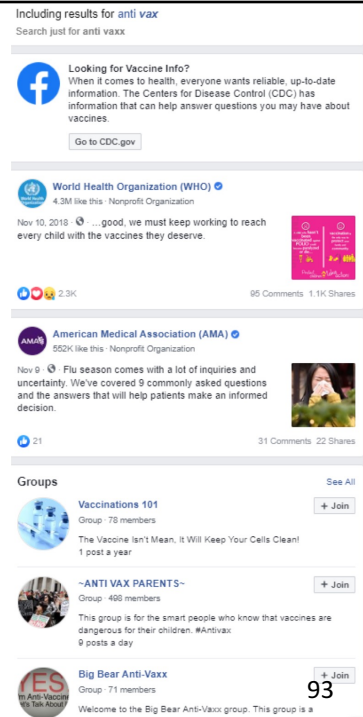 Including results for anti vax
Search just for anti vaxx
Looking for Vaccine Info?
When it comes to health, everyone wants reliable, up-to-date
information. The Centers for Disease Control (CDC) has
information that can help answer questions you may have about
vaccines.
Go to CDC.gov
World Health Organization (WHO)
4.3M like this · Nonprofit Organization
Nov 10, 2018 · ...good, we must keep working to reach
every child with the vaccines they deserve.
2.3K
95 Comments 1.1K Shares
AMA
American Medical Association (AMA)
552K like this · Nonprofit Organization
Nov 9 · Flu season comes with a lot of inquiries and
uncertainty. We've covered 9 commonly asked questions
and the answers that will help patients make an informed
decision.
21
31 Comments 22 Shares
Groups
See All
Vaccinations 101
+ Join
Group · 78 members
The Vaccine Isn't Mean, It Will Keep Your Cells Clean!
1 post a year
~ANTI VAX PARENTS~
+ Join
Group · 498 members
This group is for the smart people who know that vaccines are
dangerous for their children. #Antivax
9 posts a day
YES
I'm Anti-Vaccine
Let's Talk About
Big Bear Anti-Vaxx
+ Join
Group · 71 members
93
Welcome to the Big Bear Anti-Vaxx group. This group is a